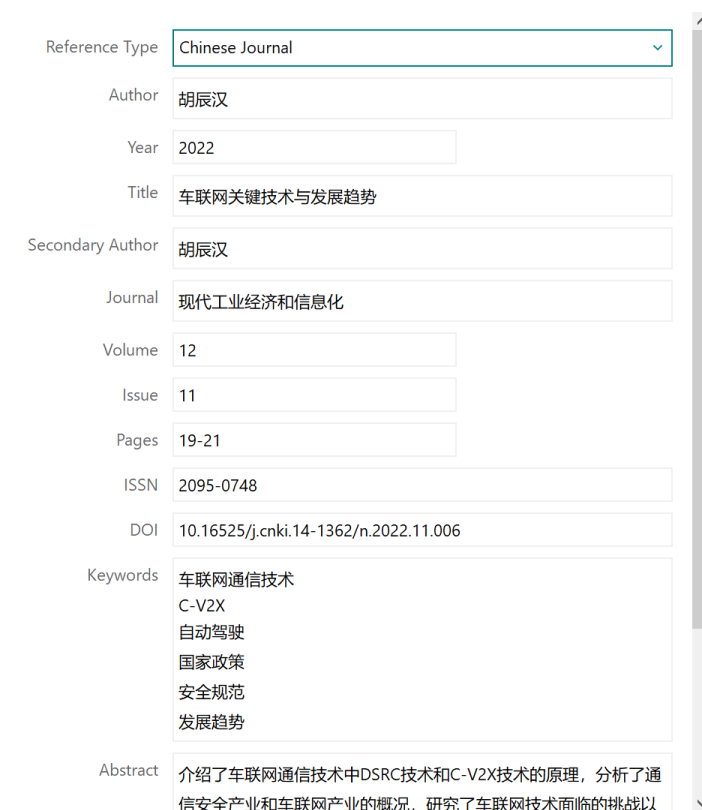 Reference Type Chinese Journal
Author 胡辰汉
Year 2022
Title 车联网关键技术与发展趋势
Secondary Author 胡辰汉
Journal 现代工业经济和信息化
Volume 12
Issue 11
Pages 19-21
ISSN 2095-0748
DOI 10.16525/j.cnki.14-1362/n.2022.11.006
Keywords 车联网通信技术
C-V2X
自动驾驶
国家政策
安全规范
发展趋势
Abstract 介绍了车联网通信技术中DSRC技术和C-V2X技术的原理，分析了通
信安全产业和车联网产业的概况，研究了车联网技术面临的挑战以